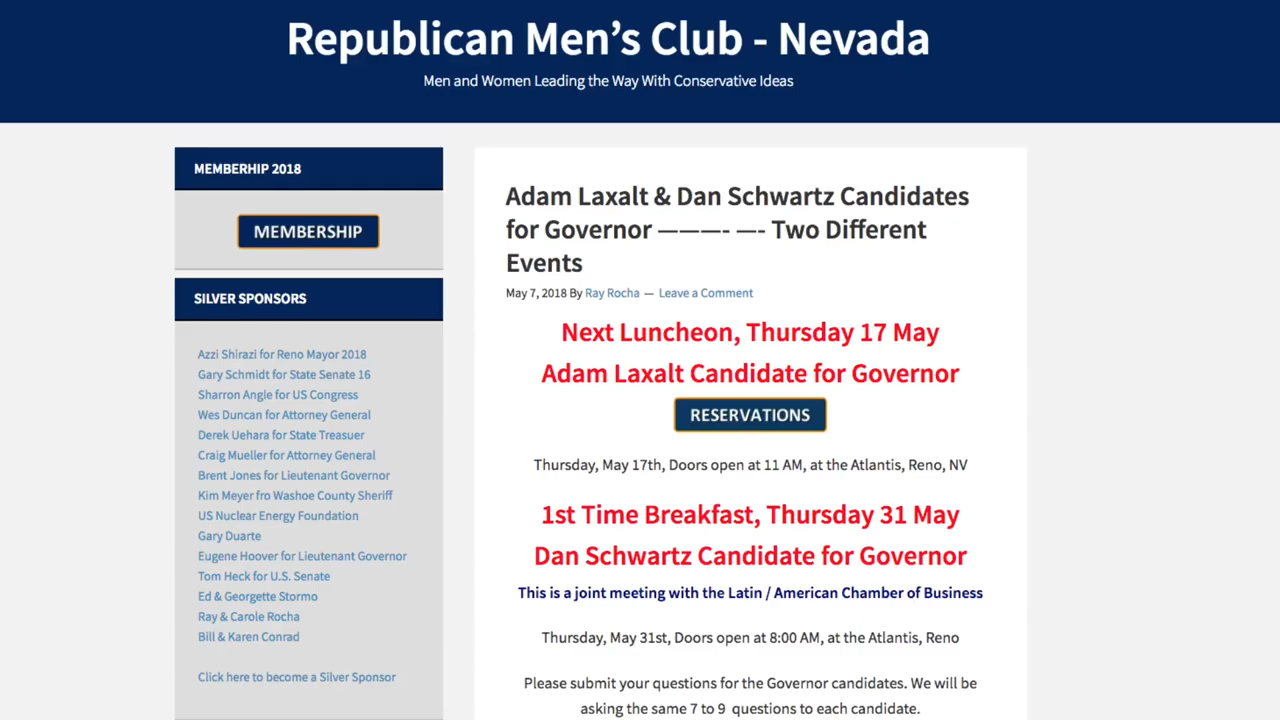 Republican Men's Club - Nevada
Men and Women Leading the Way With Conservative Ideas
MEMBERHIP 2018
MEMBERSHIP
SILVER SPONSORS
Azzi Shirazi for Reno Mayor 2018
Gary Schmidt for State Senate 16
Sharron Angle for US Congress
Wes Duncan for Attorney General
Derek Uehara for State Treasuer
Craig Mueller for Attorney General
Brent Jones for Lieutenant Governor
Kim Meyer fro Washoe County Sheriff
US Nuclear Energy Foundation
Gary Duarte
Eugene Hoover for Lieutenant Governor
Tom Heck for U.S. Senate
Ed & Georgette Stormo
Ray & Carole Rocha
Bill & Karen Conrad
Click here to become a Silver Sponsor
Adam Laxalt & Dan Schwartz Candidates
for Governor ———- —- Two Different
Events
May 7, 2018 By Ray Rocha — Leave a Comment
Next Luncheon, Thursday 17 May
Adam Laxalt Candidate for Governor
RESERVATIONS
Thursday, May 17th, Doors open at 11 AM, at the Atlantis, Reno, NV
1st Time Breakfast, Thursday 31 May
Dan Schwartz Candidate for Governor
This is a joint meeting with the Latin / American Chamber of Business
Thursday, May 31st, Doors open at 8:00 AM, at the Atlantis, Reno
Please submit your questions for the Governor candidates. We will be
asking the same 7 to 9 questions to each candidate.